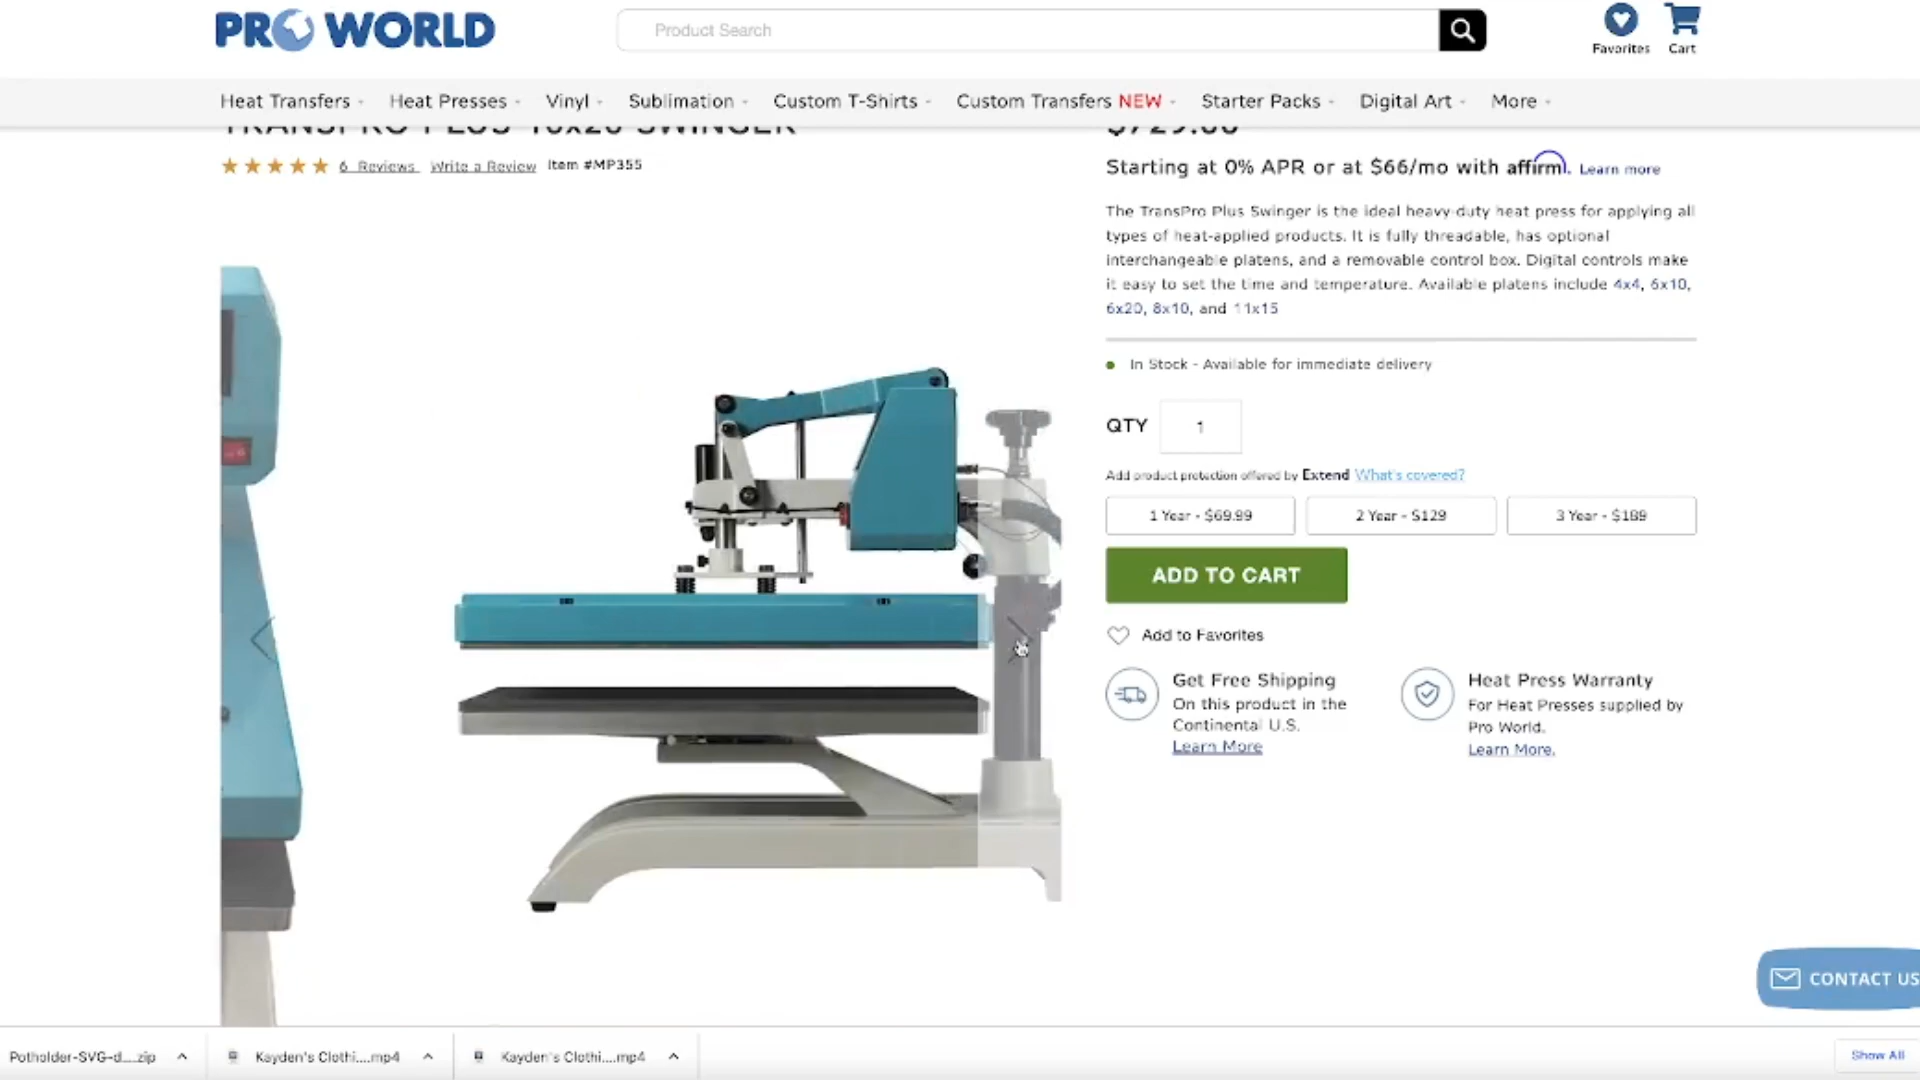 PRO WORLD
Product Search
Favorites
Cart
Heat Transfers
Heat Presses
Vinyl
Sublimation
Custom T-Shirts
Custom Transfers NEW
Starter Packs
Digital Art
More
TRANSPRO PLUS 16x20 SWINGER
$729.00
6 Reviews Write a Review Item #MP355
Starting at 0% APR or at $66/mo with affirm. Learn more
The TransPro Plus Swinger is the ideal heavy-duty heat press for applying all
types of heat-applied products. It is fully threadable, has optional
interchangeable platens, and a removable control box. Digital controls make
it easy to set the time and temperature. Available platens include 4x4, 6x10,
6x20, 8x10, and 11x15
In Stock - Available for immediate delivery
QTY 1
Add product protection offered by Extend What's covered?
1 Year - $69.99
2 Year - $129
3 Year - $189
ADD TO CART
Add to Favorites
Get Free Shipping
On this product in the
Continental U.S.
Learn More
Heat Press Warranty
For Heat Presses supplied by
Pro World.
Learn More.
CONTACT US
Potholder-SVG-d....zip
Kayden's Clothi....mp4
Kayden's Clothi....mp4
Show All